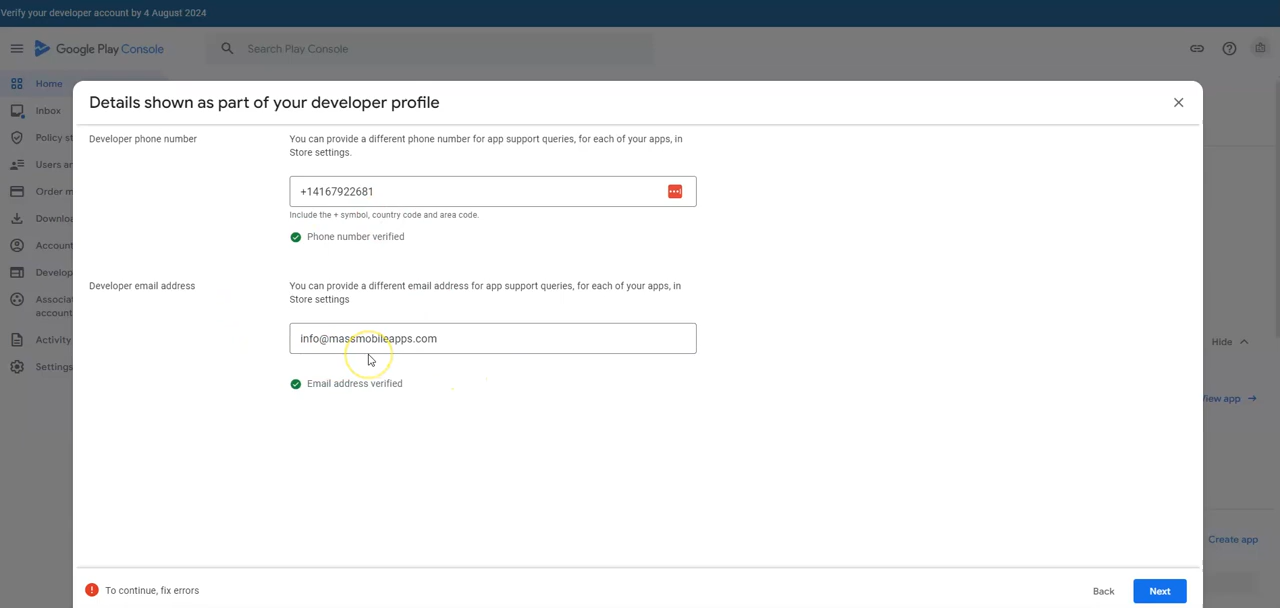 Verify your developer account by 4 August 2024
Google Play Console
Search Play Console
Home
Inbox
Policy st
Users an
Order m
Downloa
Account
Develop
Associa
account
Activity
Settings
Details shown as part of your developer profile
Developer phone number
You can provide a different phone number for app support queries, for each of your apps, in
Store settings.
+14167922681
Include the + symbol, country code and area code.
Phone number verified
Developer email address
You can provide a different email address for app support queries, for each of your apps, in
Store settings
info@massmobileapps.com
Email address verified
Hide
View app
Create app
To continue, fix errors
Back
Next